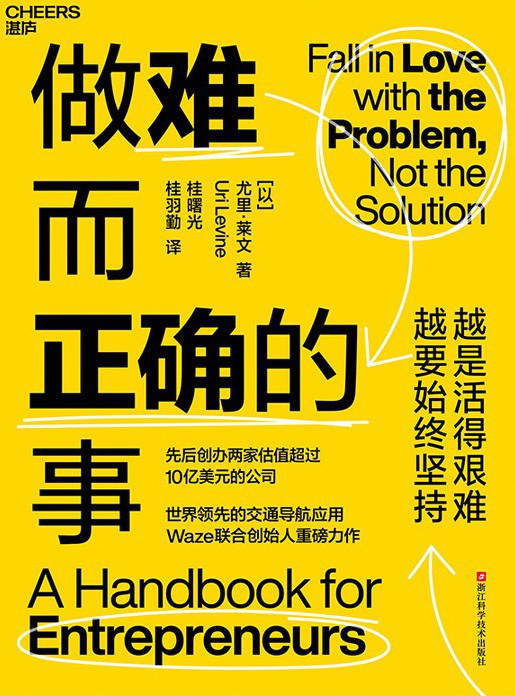 CHEERS
湛庐
做难
而
正确的
事
Fall in Love
with the
Problem,
Not the
Solution
[以]
尤里·莱文 著
Uri Levine
桂曙光
桂羽勤 译
越是活得艰难
越要始终坚持
先后创办两家估值超过
10亿美元的公司
世界领先的交通导航应用
Waze联合创始人重磅力作
A Handbook for
Entrepreneurs
浙江科学技术出版社